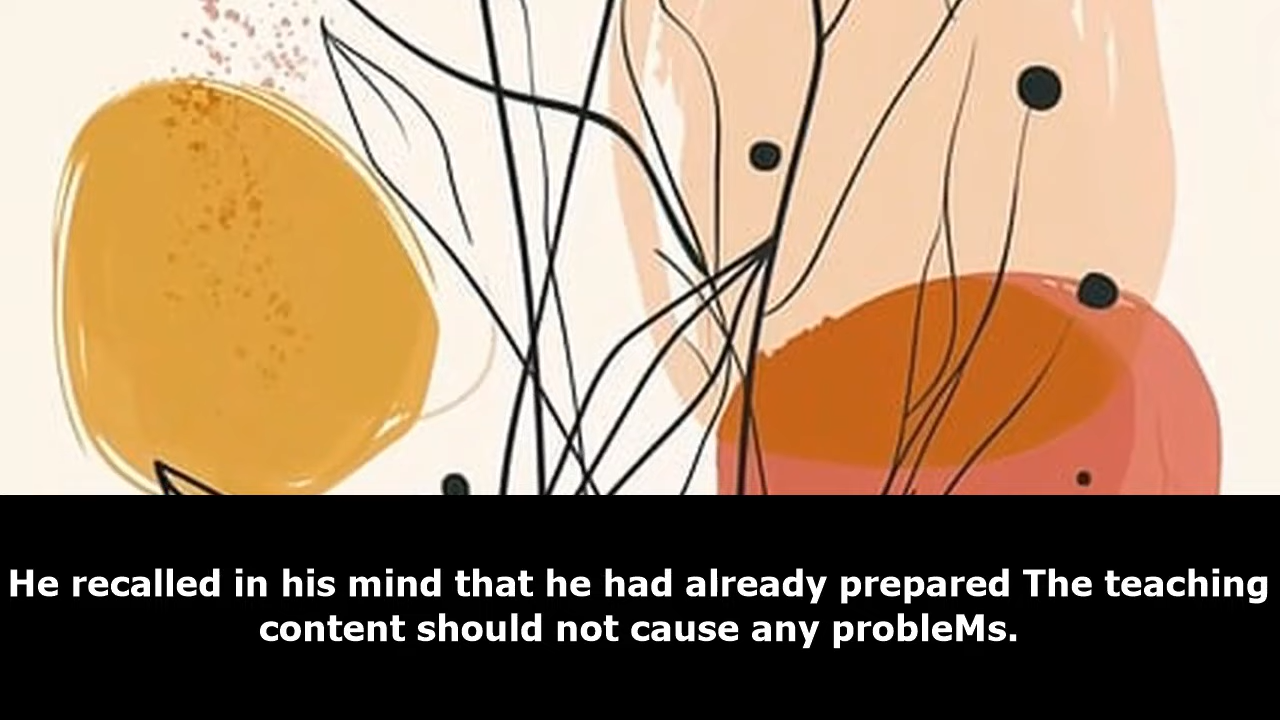 He recalled in his mind that he had already prepared The teaching
content should not cause any probleMs.